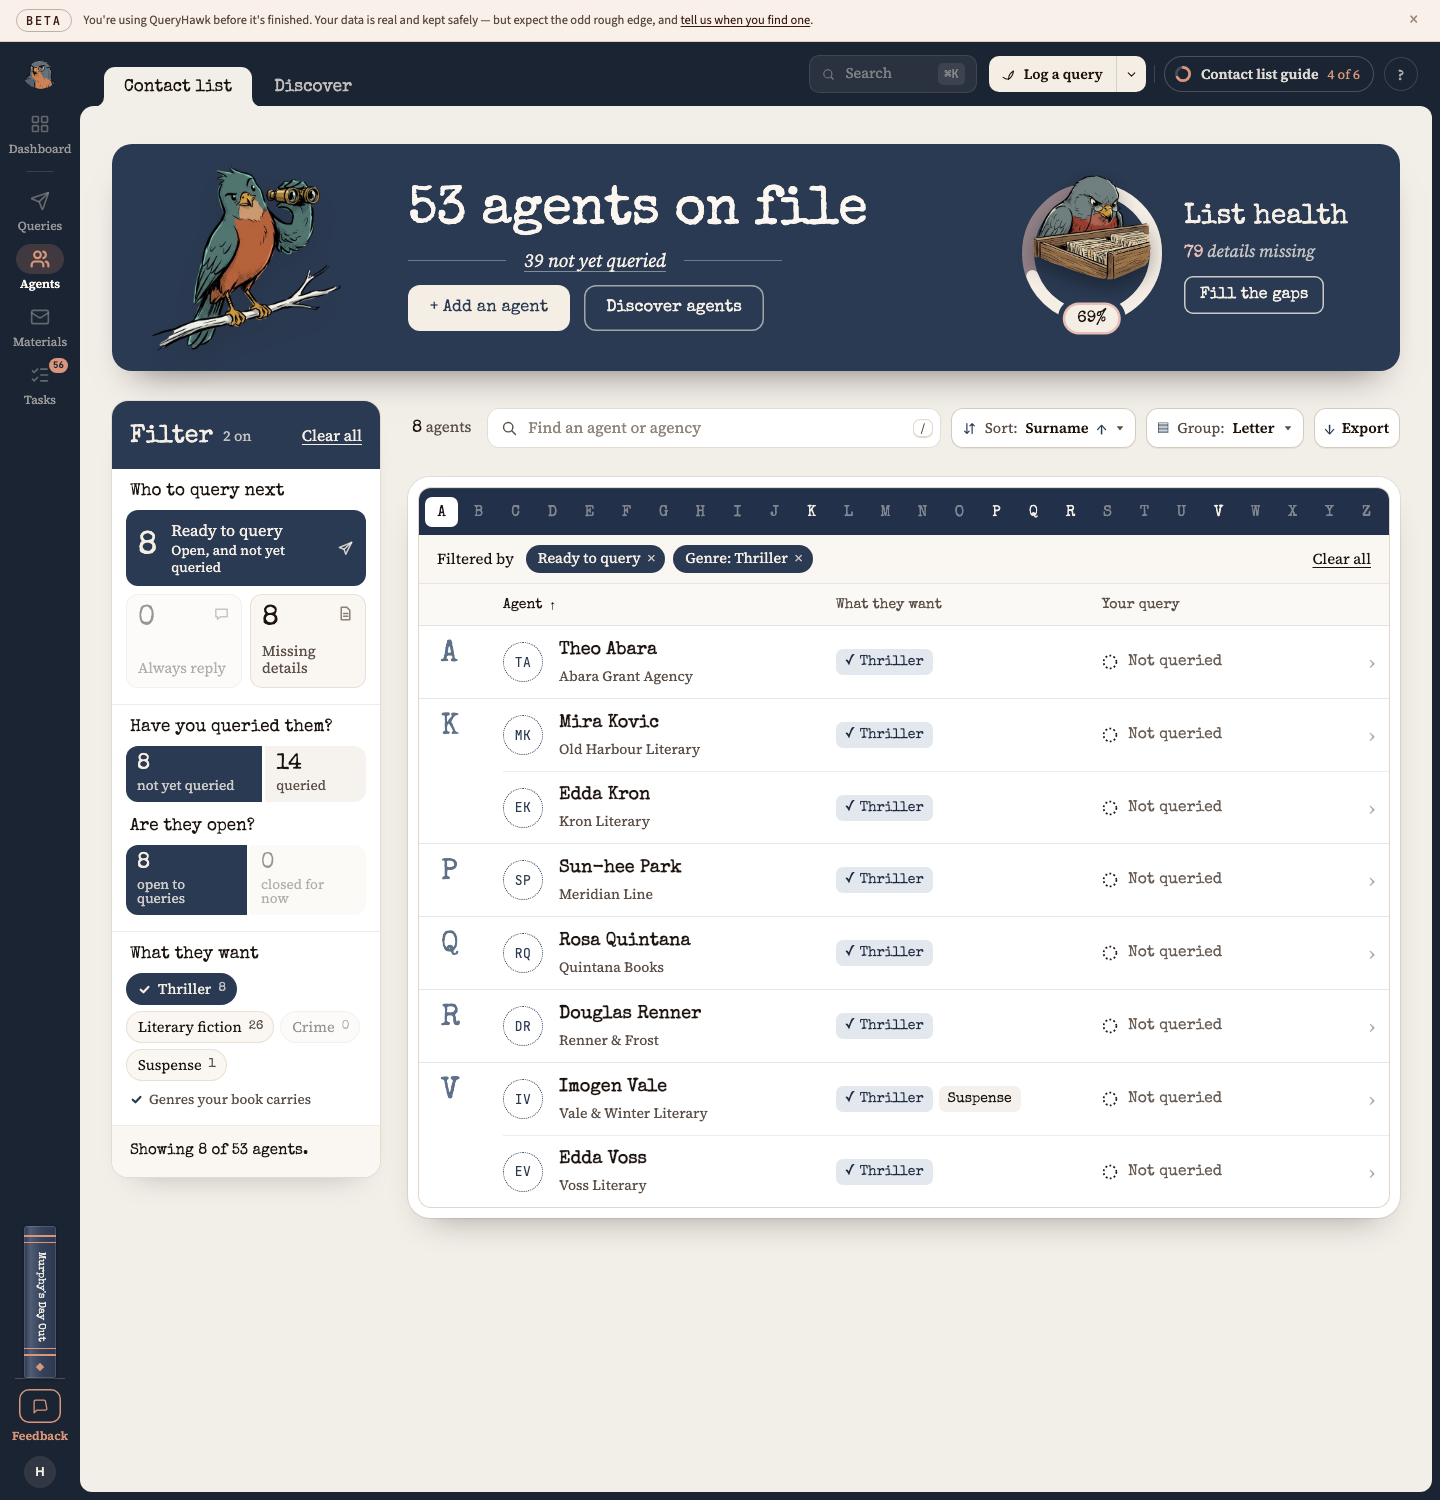 BETA You're using QueryHawk before it's finished. Your data is real and kept safely — but expect the odd rough edge, and tell us when you find one. ×
Contact list Discover Search ⌘K Log a query Contact list guide 4 of 6 ?
Dashboard
Queries
Agents
Materials
56
Tasks
53 agents on file
39 not yet queried
+ Add an agent Discover agents
69%
List health
79 details missing
Fill the gaps
Filter 2 on Clear all
Who to query next
8 Ready to query
Open, and not yet
queried
0
Always reply
8
Missing
details
Have you queried them?
8
not yet queried
14
queried
Are they open?
8
open to
queries
0
closed for
now
What they want
✓ Thriller 8
Literary fiction 26 Crime 0
Suspense 1
✓ Genres your book carries
Showing 8 of 53 agents.
8 agents Find an agent or agency / Sort: Surname ↑ Group: Letter ↓ Export
A B C D E F G H I J K L M N O P Q R S T U V W X Y Z
Filtered by Ready to query × Genre: Thriller × Clear all
Agent ↑ What they want Your query
A TA Theo Abara ✓ Thriller Not queried ›
Abara Grant Agency
K MK Mira Kovic ✓ Thriller Not queried ›
Old Harbour Literary
EK Edda Kron ✓ Thriller Not queried ›
Kron Literary
P SP Sun-hee Park ✓ Thriller Not queried ›
Meridian Line
Q RQ Rosa Quintana ✓ Thriller Not queried ›
Quintana Books
R DR Douglas Renner ✓ Thriller Not queried ›
Renner & Frost
V IV Imogen Vale ✓ Thriller Suspense Not queried ›
Vale & Winter Literary
EV Edda Voss ✓ Thriller Not queried ›
Voss Literary
Murphy's Day Out
Feedback
H